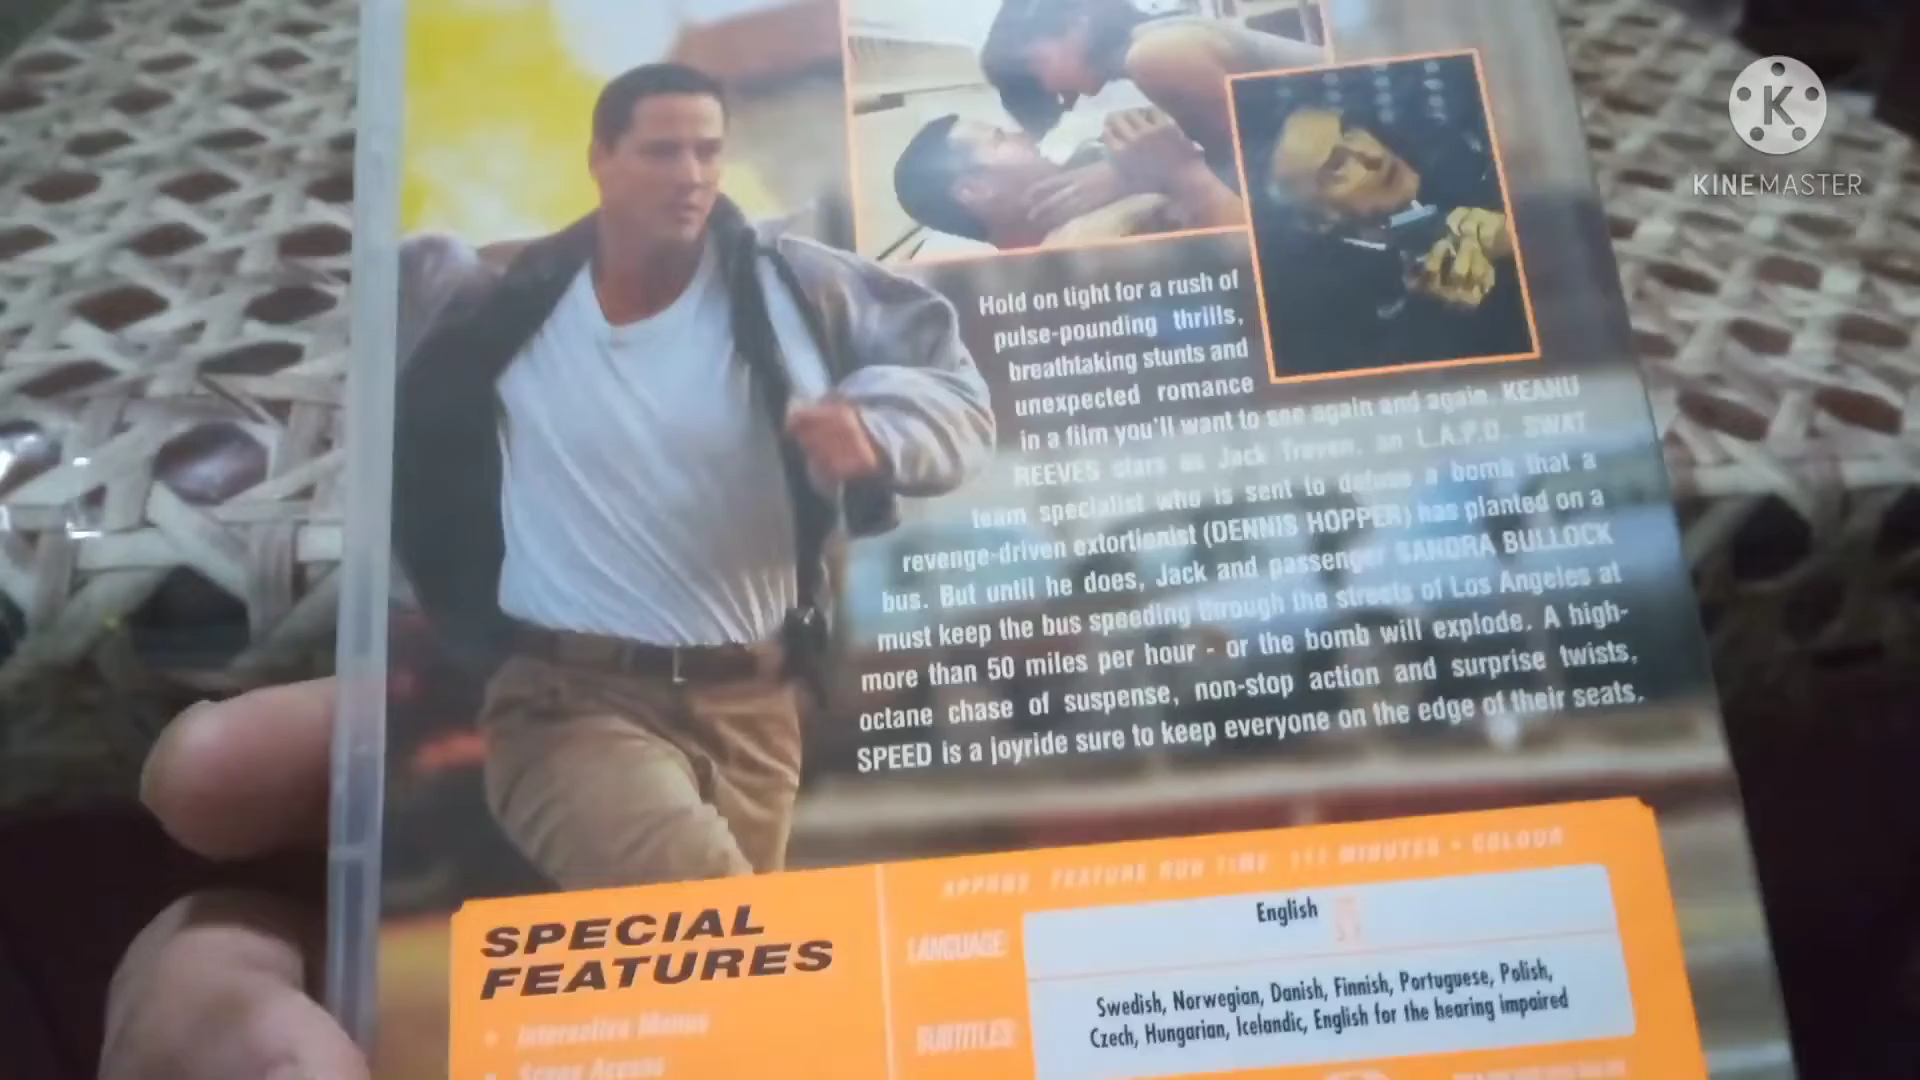 K
KINEMASTER
Hold on tight for a rush of
pulse-pounding thrills,
breathtaking stunts and
unexpected romance
in a film you'll want to see again and again. KEANU
REEVES stars as Jack Traven, an L.A.P.D. SWAT
team specialist who is sent to defuse a bomb that a
revenge-driven extortionist (DENNIS HOPPER) has planted on a
bus. But until he does, Jack and passenger SANDRA BULLOCK
must keep the bus speeding through the streets of Los Angeles at
more than 50 miles per hour - or the bomb will explode. A high-
octane chase of suspense, non-stop action and surprise twists,
SPEED is a joyride sure to keep everyone on the edge of their seats.
APPROX FEATURE RUN TIME MINUTES • COLOUR
SPECIAL
FEATURES
• Interactive Menus
• Scene Access
LANGUAGE:
English
SUBTITLES:
Swedish, Norwegian, Danish, Finnish, Portuguese, Polish,
Czech, Hungarian, Icelandic, English for the hearing impaired